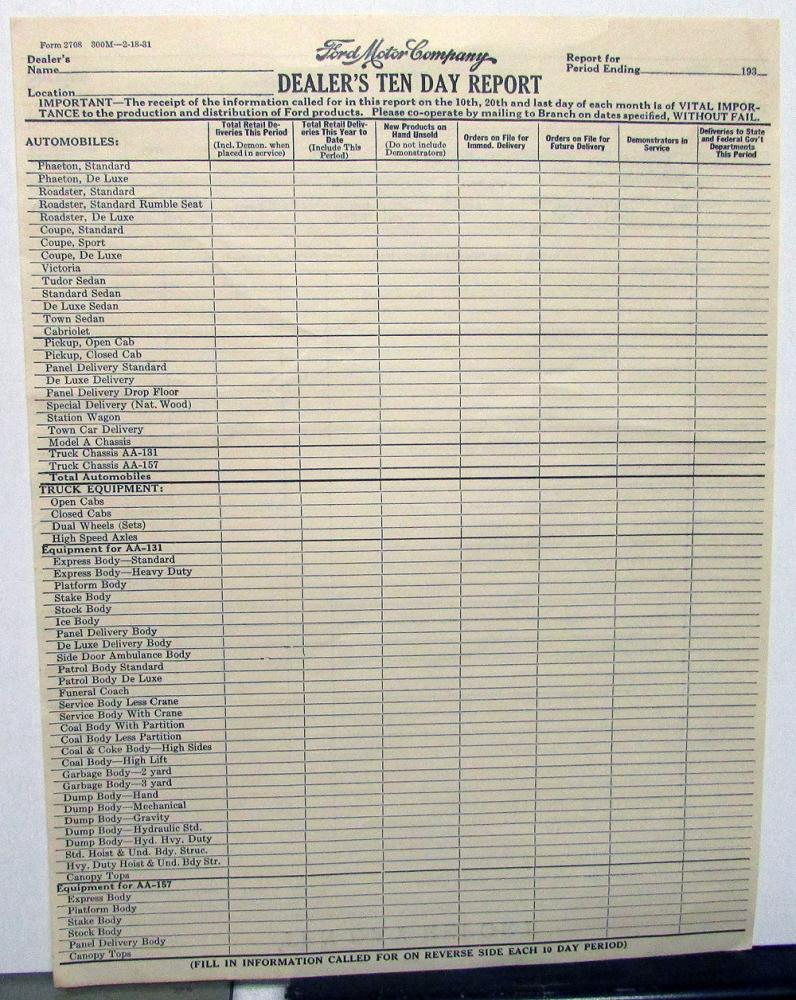 Form 2708 300M—2-18-31
Ford Motor Company
Dealer's
Name
Report for
Period Ending 193
Location
DEALER'S TEN DAY REPORT
IMPORTANT—The receipt of the information called for in this report on the 10th, 20th and last day of each month is of VITAL IMPOR-
TANCE to the production and distribution of Ford products. Please co-operate by mailing to Branch on dates specified, WITHOUT FAIL.
AUTOMOBILES:
Total Retail De-
liveries This Period
(Incl. Demon. when
placed in service)
Total Retail Deliv-
eries This Year to
Date
(Include This
Period)
New Products on
Hand Unsold
(Do not include
Demonstrators)
Orders on File for
Immed. Delivery
Orders on File for
Future Delivery
Demonstrators in
Service
Deliveries to State
and Federal Gov't
Departments
This Period
Phaeton, Standard
Phaeton, De Luxe
Roadster, Standard
Roadster, Standard Rumble Seat
Roadster, De Luxe
Coupe, Standard
Coupe, Sport
Coupe, De Luxe
Victoria
Tudor Sedan
Standard Sedan
De Luxe Sedan
Town Sedan
Cabriolet
Pickup, Open Cab
Pickup, Closed Cab
Panel Delivery Standard
De Luxe Delivery
Panel Delivery Drop Floor
Special Delivery (Nat. Wood)
Station Wagon
Town Car Delivery
Model A Chassis
Truck Chassis AA-131
Truck Chassis AA-157
Total Automobiles
TRUCK EQUIPMENT:
Open Cabs
Closed Cabs
Dual Wheels (Sets)
High Speed Axles
Equipment for AA-131
Express Body—Standard
Express Body—Heavy Duty
Platform Body
Stake Body
Stock Body
Ice Body
Panel Delivery Body
De Luxe Delivery Body
Side Door Ambulance Body
Patrol Body Standard
Patrol Body De Luxe
Funeral Coach
Service Body Less Crane
Service Body With Crane
Coal Body With Partition
Coal Body Less Partition
Coal & Coke Body—High Sides
Coal Body—High Lift
Garbage Body—2 yard
Garbage Body—3 yard
Dump Body—Hand
Dump Body—Mechanical
Dump Body—Gravity
Dump Body—Hydraulic Std.
Dump Body—Hyd. Hvy. Duty
Std. Hoist & Und. Bdy. Struc.
Hvy. Duty Hoist & Und. Bdy Str.
Canopy Tops
Equipment for AA-157
Express Body
Platform Body
Stake Body
Stock Body
Panel Delivery Body
Canopy Tops
(FILL IN INFORMATION CALLED FOR ON REVERSE SIDE EACH 10 DAY PERIOD)